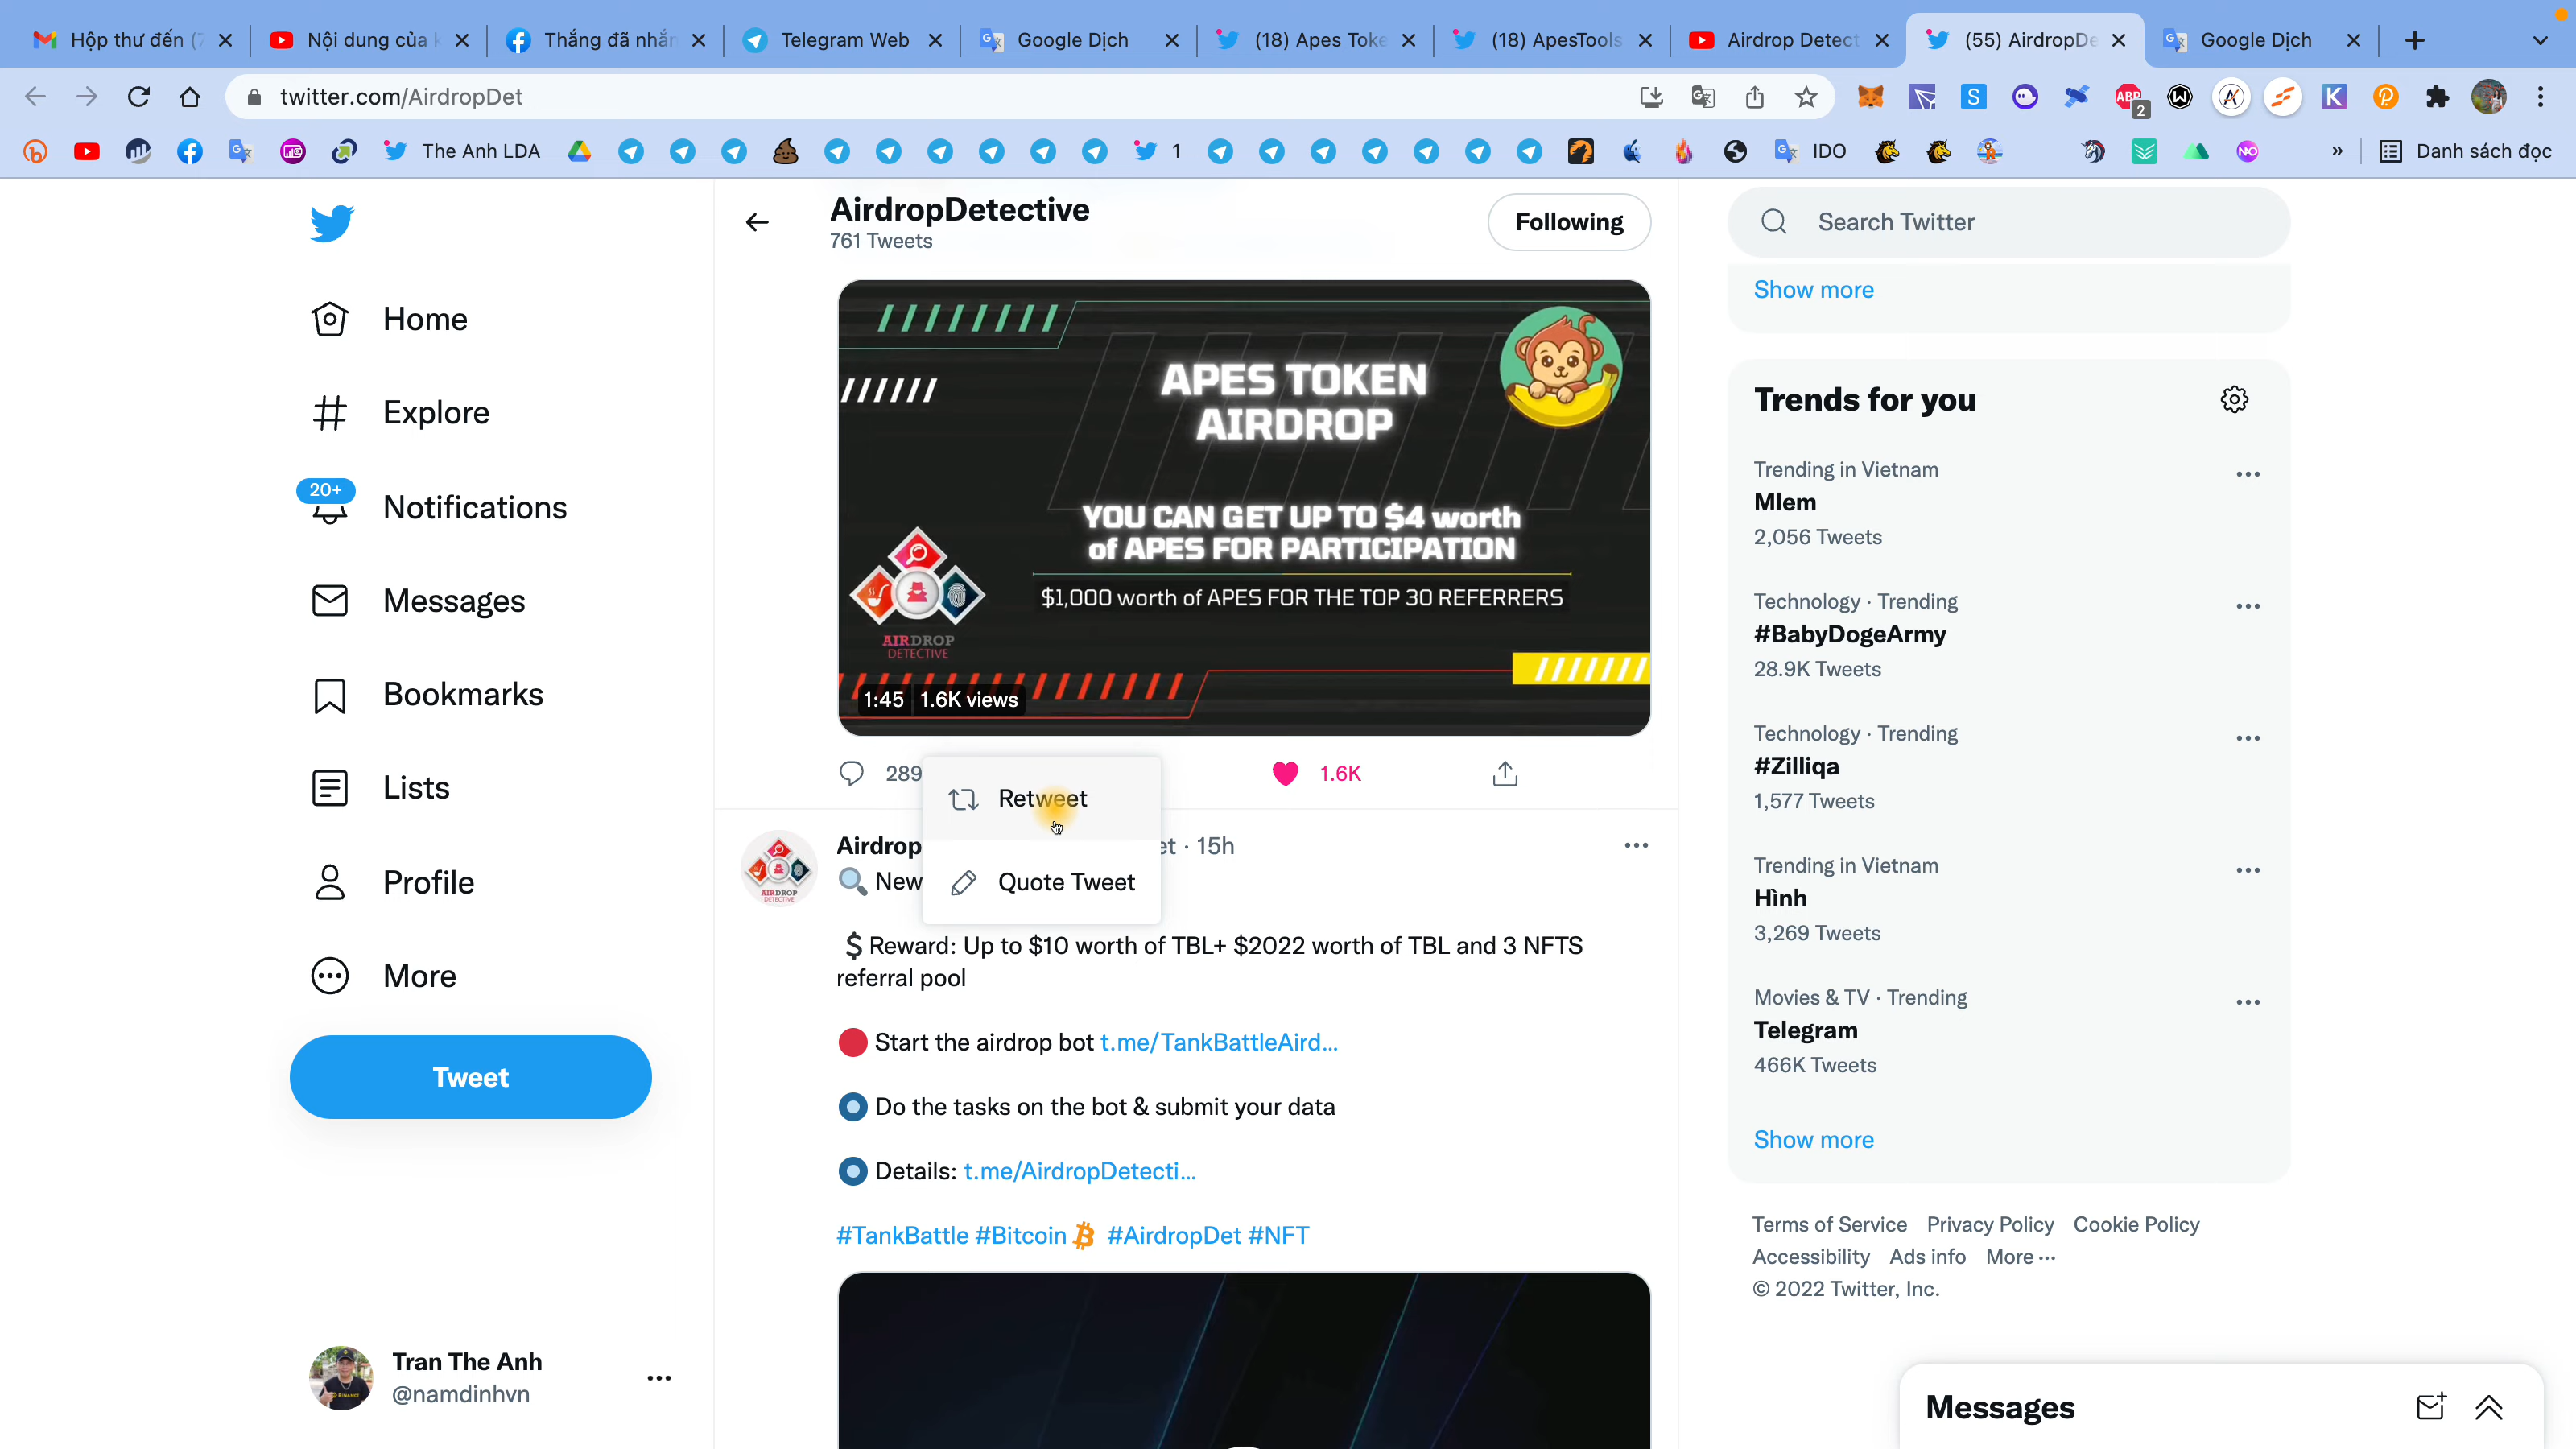 Hộp thư đến (7
Nội dung của k
Thắng đã nhắn
Telegram Web
Google Dịch
(18) Apes Toke
(18) ApesTools
Airdrop Detect
(55) AirdropDe
Google Dịch
twitter.com/AirdropDet
ABP
2
The Anh LDA
1
IDO
»
Danh sách đọc
Home
Explore
20+
Notifications
Messages
Bookmarks
Lists
Profile
More
Tweet
Tran The Anh
@namdinhvn
AirdropDetective
761 Tweets
Following
APES TOKEN
AIRDROP
YOU CAN GET UP TO $4 worth
of APES FOR PARTICIPATION
$1,000 worth of APES FOR THE TOP 30 REFERRERS
AIRDROP
DETECTIVE
1:45 1.6K views
289
1.6K
Retweet
Quote Tweet
Airdrop
et · 15h
New
Reward: Up to $10 worth of TBL+ $2022 worth of TBL and 3 NFTS
referral pool
Start the airdrop bot t.me/TankBattleAird...
Do the tasks on the bot & submit your data
Details: t.me/AirdropDetecti...
#TankBattle #Bitcoin #AirdropDet #NFT
AIRDROP
DETECTIVE
Search Twitter
Show more
Trends for you
Trending in Vietnam
Mlem
2,056 Tweets
Technology · Trending
#BabyDogeArmy
28.9K Tweets
Technology · Trending
#Zilliqa
1,577 Tweets
Trending in Vietnam
Hình
3,269 Tweets
Movies & TV · Trending
Telegram
466K Tweets
Show more
Terms of Service Privacy Policy Cookie Policy
Accessibility Ads info More ...
© 2022 Twitter, Inc.
Messages